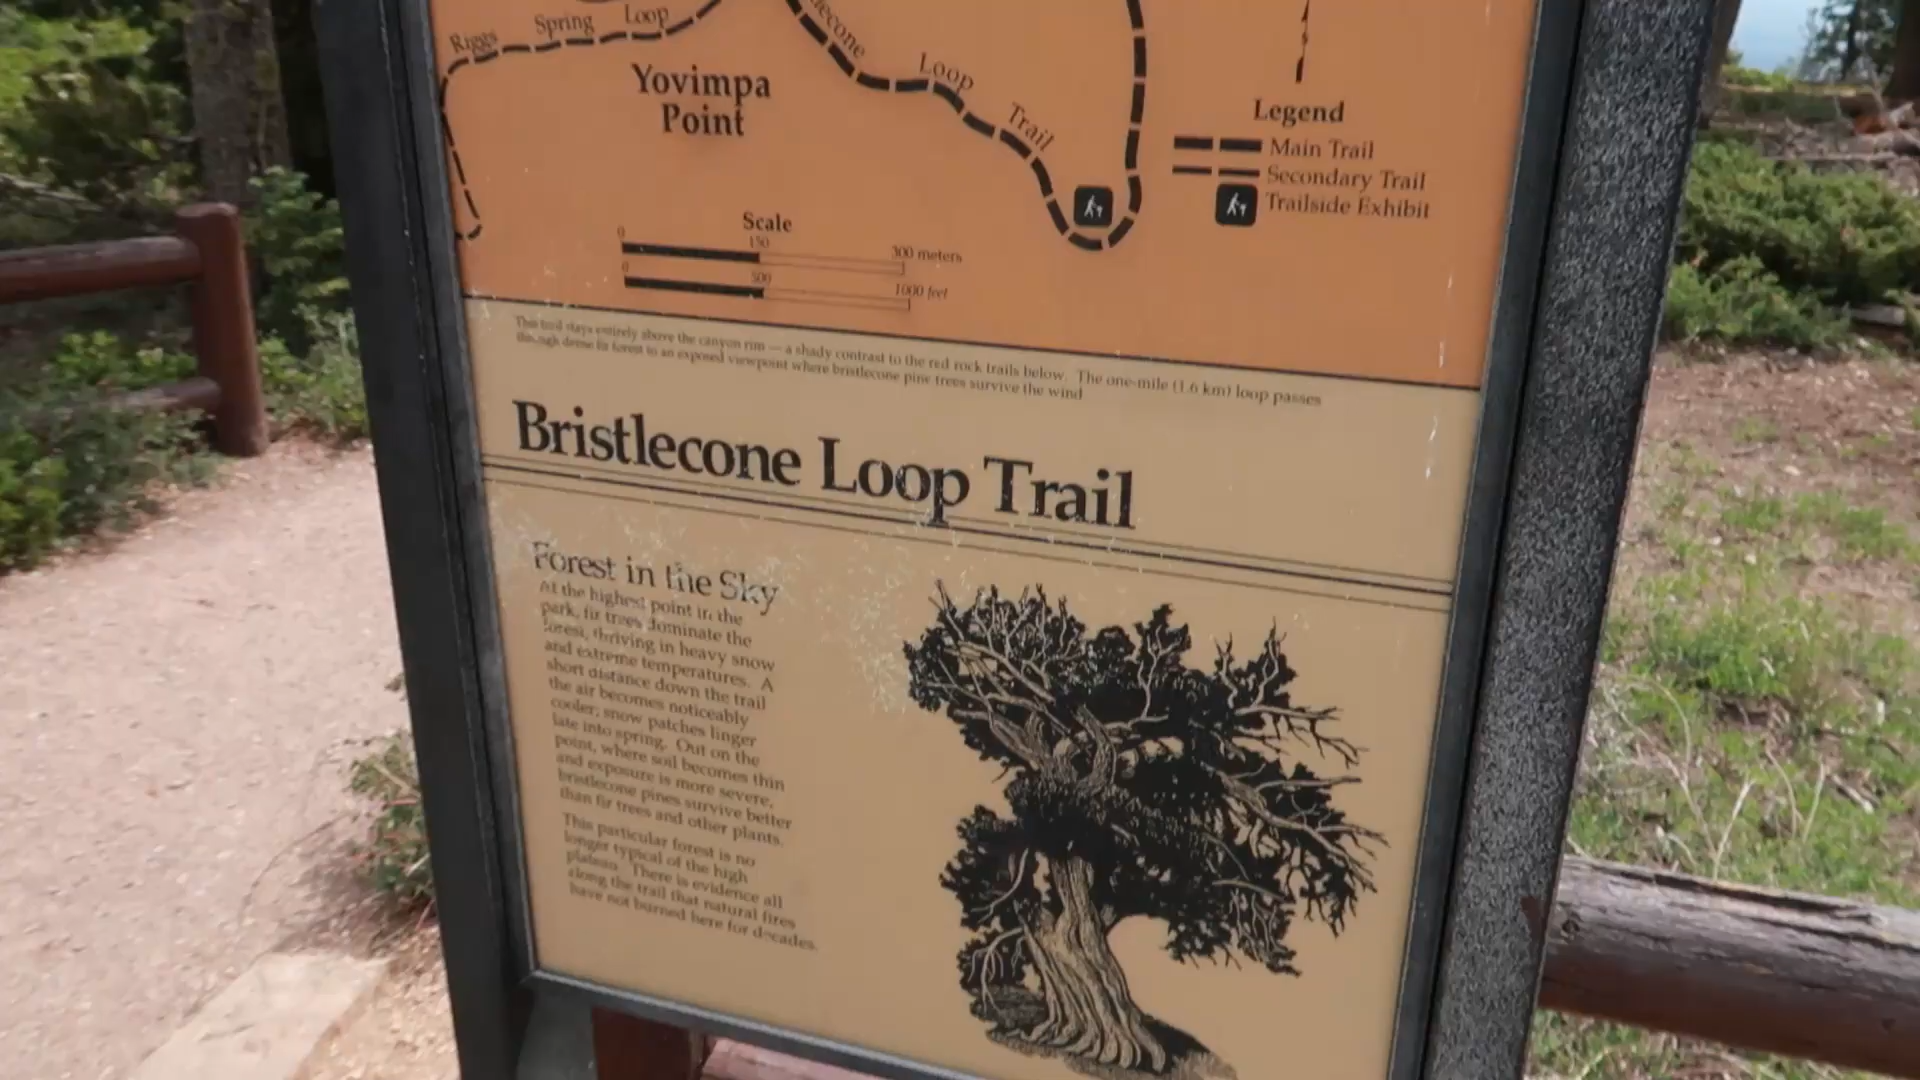 Riggs Spring Loop
Yovimpa
Point
Loop
Trail
Legend
Main Trail
Secondary Trail
Trailside Exhibit
Scale
0 150 300 meters
0 500 1000 feet
This trail stays entirely above the canyon rim — a shady contrast to the red rock trails below. The one-mile (1.6 km) loop passes
through dense fir forest to an exposed viewpoint where bristlecone pine trees survive the wind
Bristlecone Loop Trail
Forest in the Sky
At the highest point in the
park, fir trees dominate the
forest, thriving in heavy snow
and extreme temperatures. A
short distance down the trail
the air becomes noticeably
cooler; snow patches linger
late into spring. Out on the
point, where soil becomes thin
and exposure is more severe,
bristlecone pines survive better
than fir trees and other plants.
This particular forest is no
longer typical of the high
plateau. There is evidence all
along the trail that natural fires
have not burned here for decades.